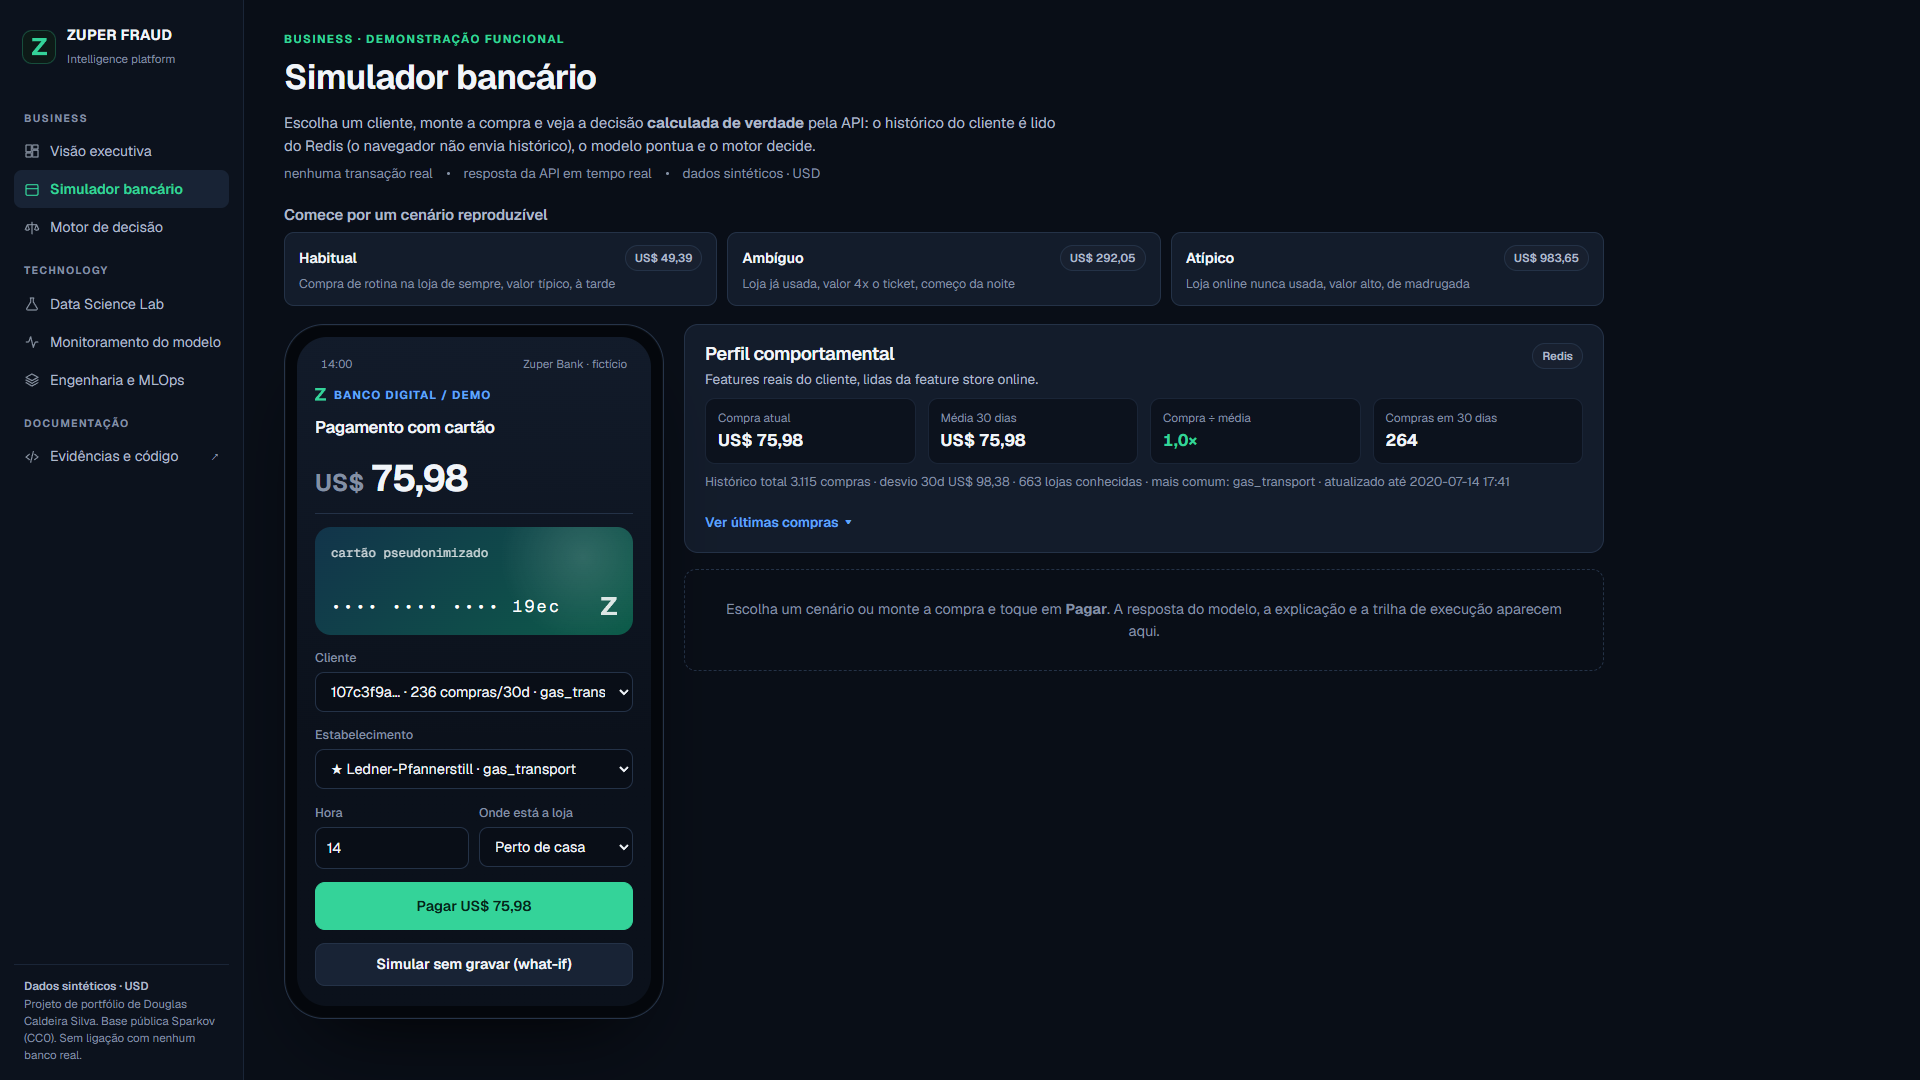 Z
ZUPER FRAUD
Intelligence platform
BUSINESS
Visão executiva
Simulador bancário
Motor de decisão
TECHNOLOGY
Data Science Lab
Monitoramento do modelo
Engenharia e MLOps
DOCUMENTAÇÃO
Evidências e código ↗
Dados sintéticos · USD
Projeto de portfólio de Douglas
Caldeira Silva. Base pública Sparkov
(CC0). Sem ligação com nenhum
banco real.
BUSINESS · DEMONSTRAÇÃO FUNCIONAL
Simulador bancário
Escolha um cliente, monte a compra e veja a decisão calculada de verdade pela API: o histórico do cliente é lido
do Redis (o navegador não envia histórico), o modelo pontua e o motor decide.
nenhuma transação real • resposta da API em tempo real • dados sintéticos · USD
Comece por um cenário reproduzível
Habitual US$ 49,39
Compra de rotina na loja de sempre, valor típico, à tarde
Ambíguo US$ 292,05
Loja já usada, valor 4x o ticket, começo da noite
Atípico US$ 983,65
Loja online nunca usada, valor alto, de madrugada
14:00 Zuper Bank · fictício
Z BANCO DIGITAL / DEMO
Pagamento com cartão
US$ 75,98
cartão pseudonimizado
•••• •••• •••• 19ec Z
Cliente
107c3f9a… · 236 compras/30d · gas_trans
Estabelecimento
★ Ledner-Pfannerstill · gas_transport
Hora Onde está a loja
14 Perto de casa
Pagar US$ 75,98
Simular sem gravar (what-if)
Perfil comportamental Redis
Features reais do cliente, lidas da feature store online.
Compra atual Média 30 dias Compra ÷ média Compras em 30 dias
US$ 75,98 US$ 75,98 1,0× 264
Histórico total 3.115 compras · desvio 30d US$ 98,38 · 663 lojas conhecidas · mais comum: gas_transport · atualizado até 2020-07-14 17:41
Ver últimas compras
Escolha um cenário ou monte a compra e toque em Pagar. A resposta do modelo, a explicação e a trilha de execução aparecem
aqui.